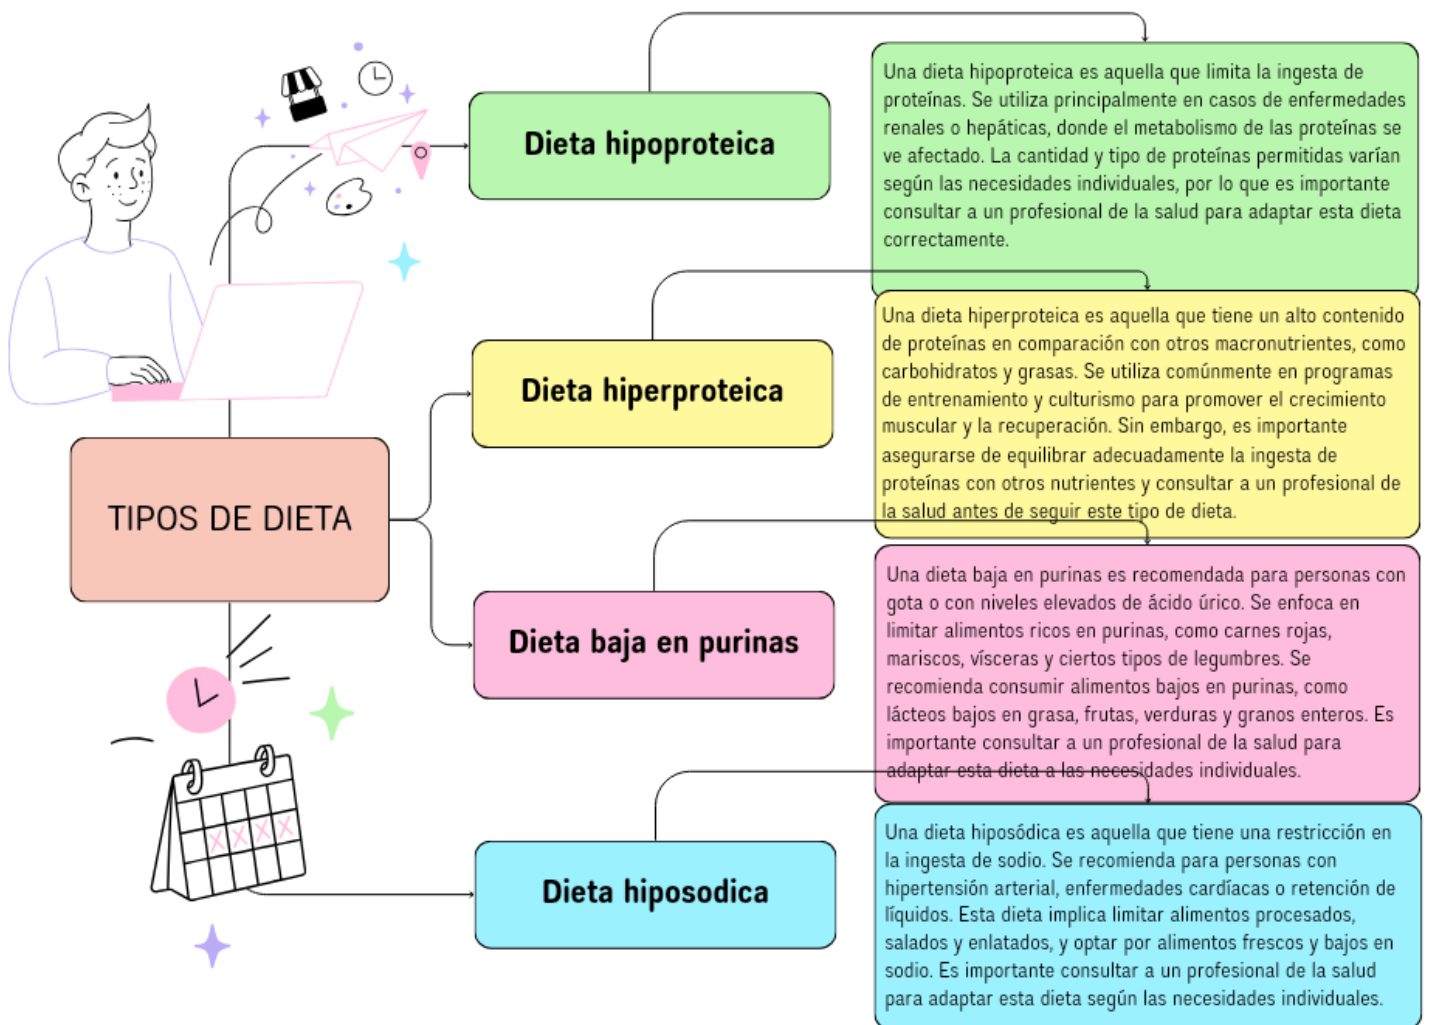 Dieta hipoproteica
Una dieta hipoproteica es aquella que limita la ingesta de
proteínas. Se utiliza principalmente en casos de enfermedades
renales o hepáticas, donde el metabolismo de las proteínas se
ve afectado. La cantidad y tipo de proteínas permitidas varían
según las necesidades individuales, por lo que es importante
consultar a un profesional de la salud para adaptar esta dieta
correctamente.
Dieta hiperproteica
Una dieta hiperproteica es aquella que tiene un alto contenido
de proteínas en comparación con otros macronutrientes, como
carbohidratos y grasas. Se utiliza comúnmente en programas
de entrenamiento y culturismo para promover el crecimiento
muscular y la recuperación. Sin embargo, es importante
asegurarse de equilibrar adecuadamente la ingesta de
proteínas con otros nutrientes y consultar a un profesional de
la salud antes de seguir este tipo de dieta.
TIPOS DE DIETA
Dieta baja en purinas
Una dieta baja en purinas es recomendada para personas con
gota o con niveles elevados de ácido úrico. Se enfoca en
limitar alimentos ricos en purinas, como carnes rojas,
mariscos, vísceras y ciertos tipos de legumbres. Se
recomienda consumir alimentos bajos en purinas, como
lácteos bajos en grasa, frutas, verduras y granos enteros. Es
importante consultar a un profesional de la salud para
adaptar esta dieta a las necesidades individuales.
Dieta hiposodica
Una dieta hiposódica es aquella que tiene una restricción en
la ingesta de sodio. Se recomienda para personas con
hipertensión arterial, enfermedades cardíacas o retención de
líquidos. Esta dieta implica limitar alimentos procesados,
salados y enlatados, y optar por alimentos frescos y bajos en
sodio. Es importante consultar a un profesional de la salud
para adaptar esta dieta según las necesidades individuales.